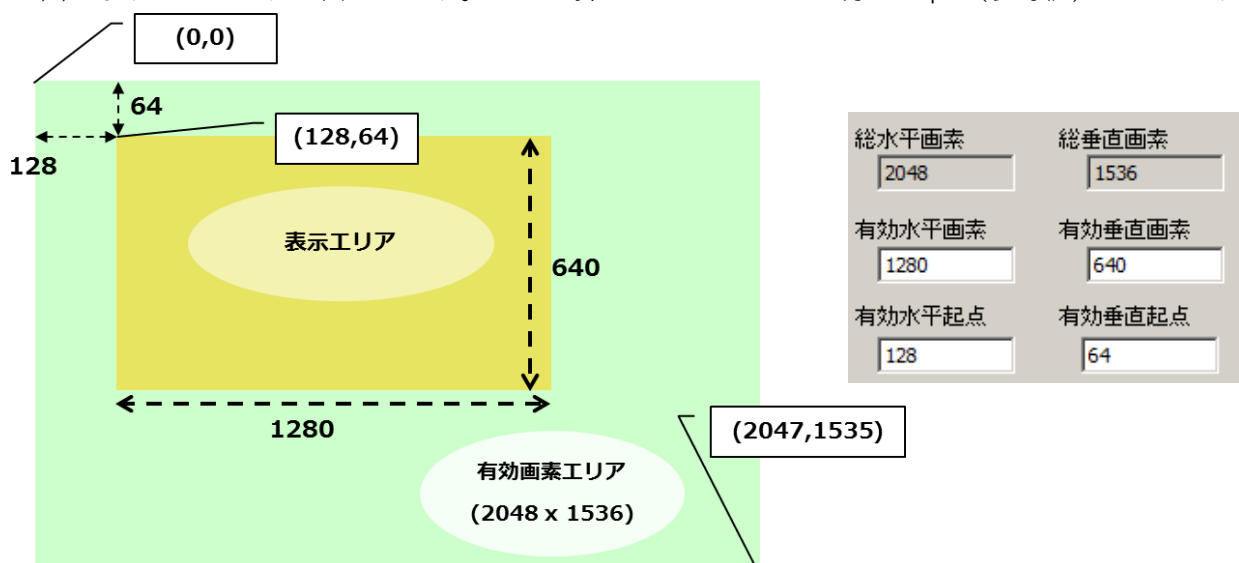 (0,0)
64
(128,64)
128
表示エリア
640
1280
(2047,1535)
有効画素エリア
(2048 x 1536)
総水平画素
総垂直画素
2048
1536
有効水平画素
有効垂直画素
1280
640
有効水平起点
有効垂直起点
128
64